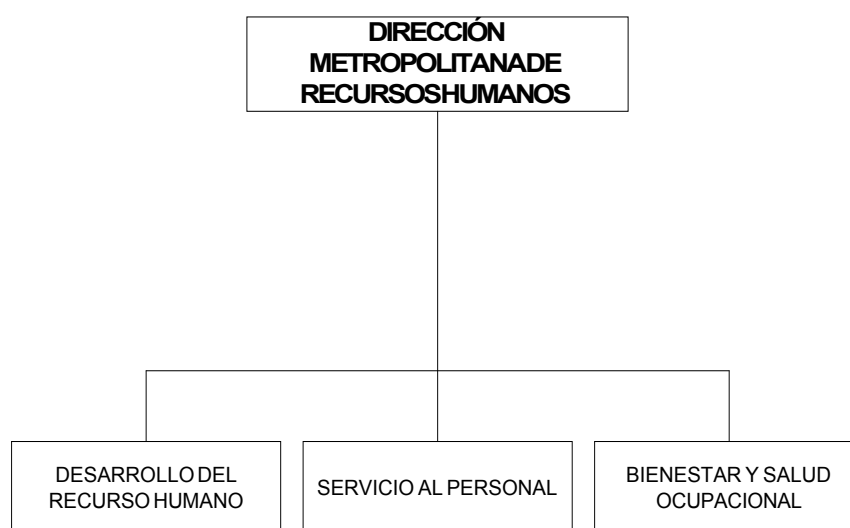 DIRECCIÓN
METROPOLITANADE
RECURSOSHUMANOS
DESARROLLO DEL
RECURSO HUMANO
SERVICIO AL PERSONAL
BIENESTAR Y SALUD
OCUPACIONAL